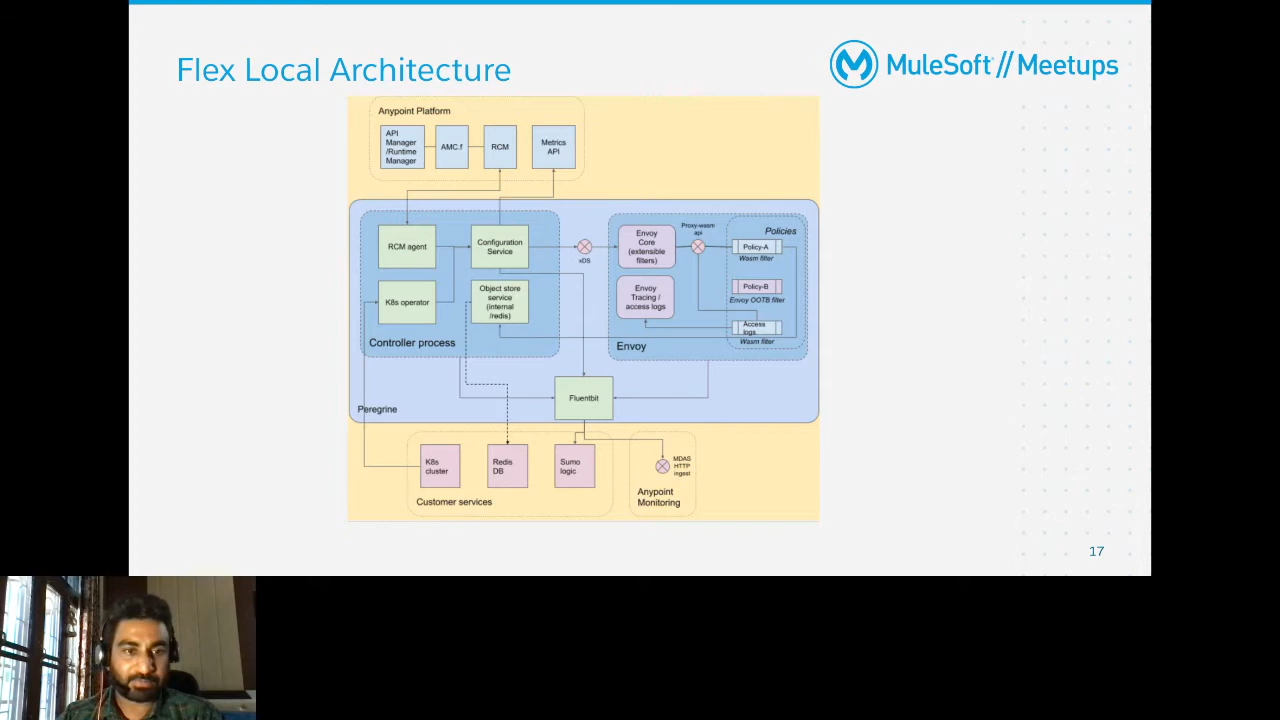 Flex Local Architecture
MuleSoft // Meetups
Anypoint Platform
API
Manager
/Runtime
Manager
AMC.f
RCM
Metrics
API
RCM agent
Configuration
Service
K8s operator
Object store
service
(internal
/redis)
Controller process
xDS
Envoy
Core
(extensible
filters)
Proxy-wasm
api
Policies
Policy-A
Wasm filter
Envoy
Tracing /
access logs
Policy-B
Envoy OOTB filter
Access
logs
Wasm filter
Envoy
Fluentbit
Peregrine
K8s
cluster
Redis
DB
Sumo
logic
Customer services
MDAS
HTTP
ingest
Anypoint
Monitoring
17